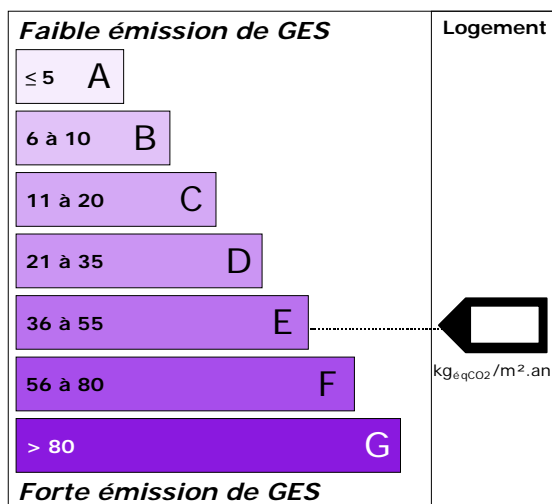 Faible émission de GES
Logement
≤ 5 A
6 à 10 B
11 à 20 C
21 à 35 D
36 à 55 E
kgéqCO2/m².an
56 à 80 F
> 80 G
Forte émission de GES